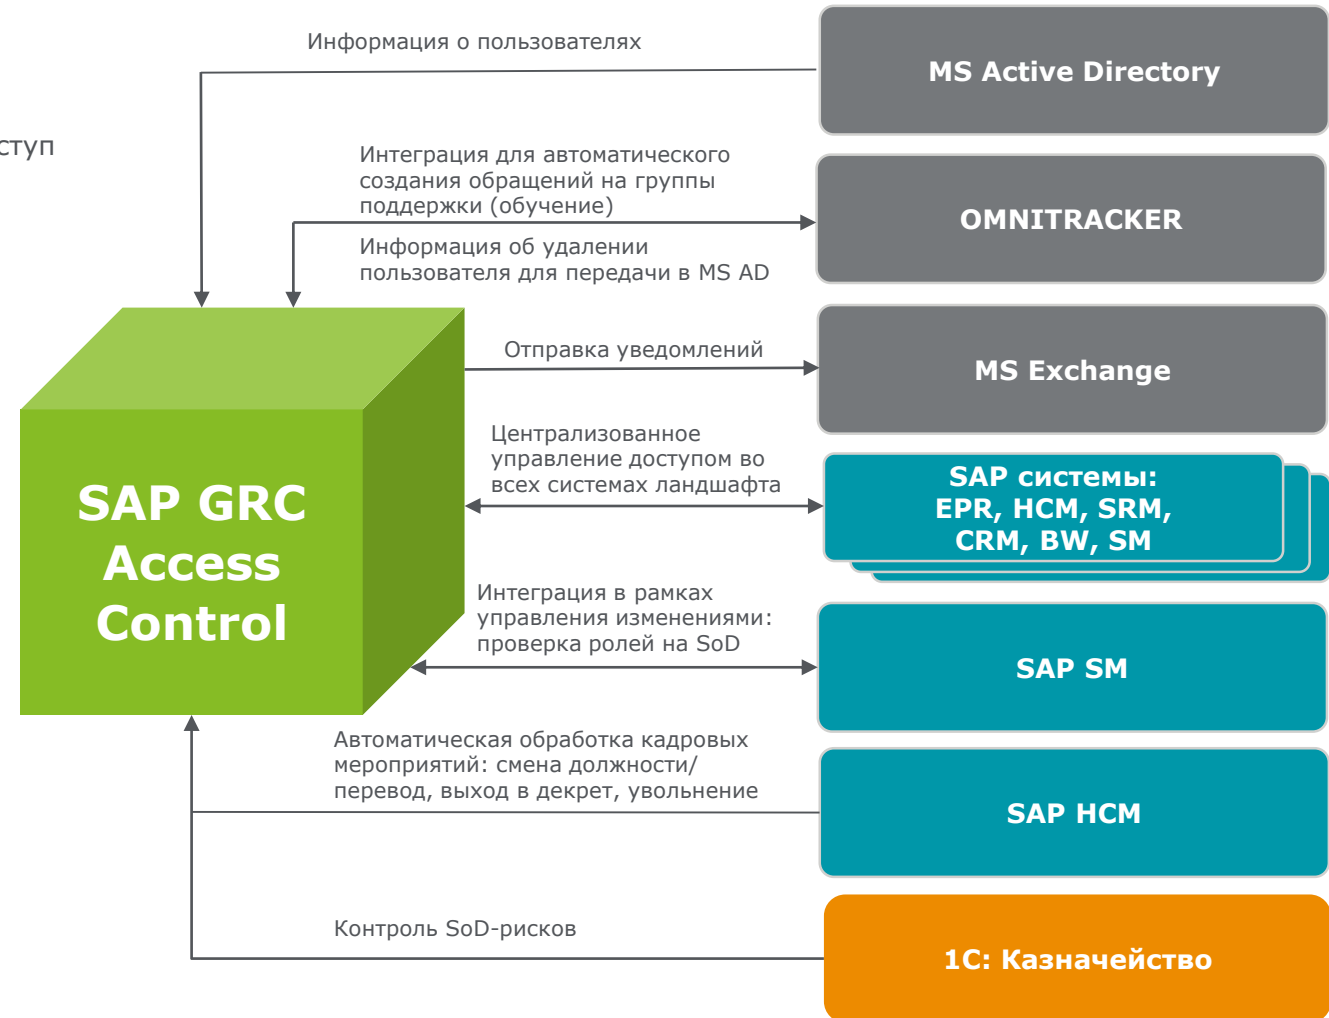 Информация о пользователях
MS Active Directory
ступ
Интеграция для автоматического
создания обращений на группы
поддержки (обучение)
OMNITRACKER
Информация об удалении
пользователя для передачи в MS AD
Отправка уведомлений
MS Exchange
Централизованное
управление доступом во
всех системах ландшафта
SAP системы:
EPR, HCM, SRM,
CRM, BW, SM
SAP GRC
Access
Control
Интеграция в рамках
управления изменениями:
проверка ролей на SoD
SAP SM
Автоматическая обработка кадровых
мероприятий: смена должности/
перевод, выход в декрет, увольнение
SAP HCM
Контроль SoD-рисков
1С: Казначейство